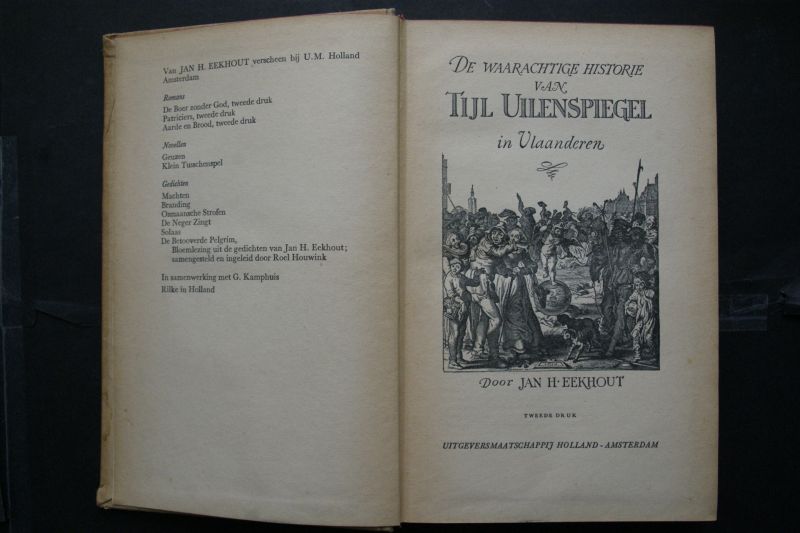 Van JAN H. EEKHOUT verscheen bij U.M. Holland
Amsterdam
Romans
De Boer zonder God, tweede druk
Patriciërs, tweede druk
Aarde en Brood, tweede druk
Novellen
Geuzen
Klein Tusschenspel
Gedichten
Machten
Branding
Osmaansche Strofen
De Neger Zingt
Solaas
De Betooverde Pelgrim,
Bloemlezing uit de gedichten van Jan H. Eekhout;
samengesteld en ingeleid door Roel Houwink
In samenwerking met G. Kamphuis
Rilke in Holland
DE WAARACHTIGE HISTORIE
VAN
TIJL UILENSPIEGEL
in Vlaanderen
Door JAN H. EEKHOUT
TWEEDE DRUK
UITGEVERSMAATSCHAPPIJ HOLLAND - AMSTERDAM